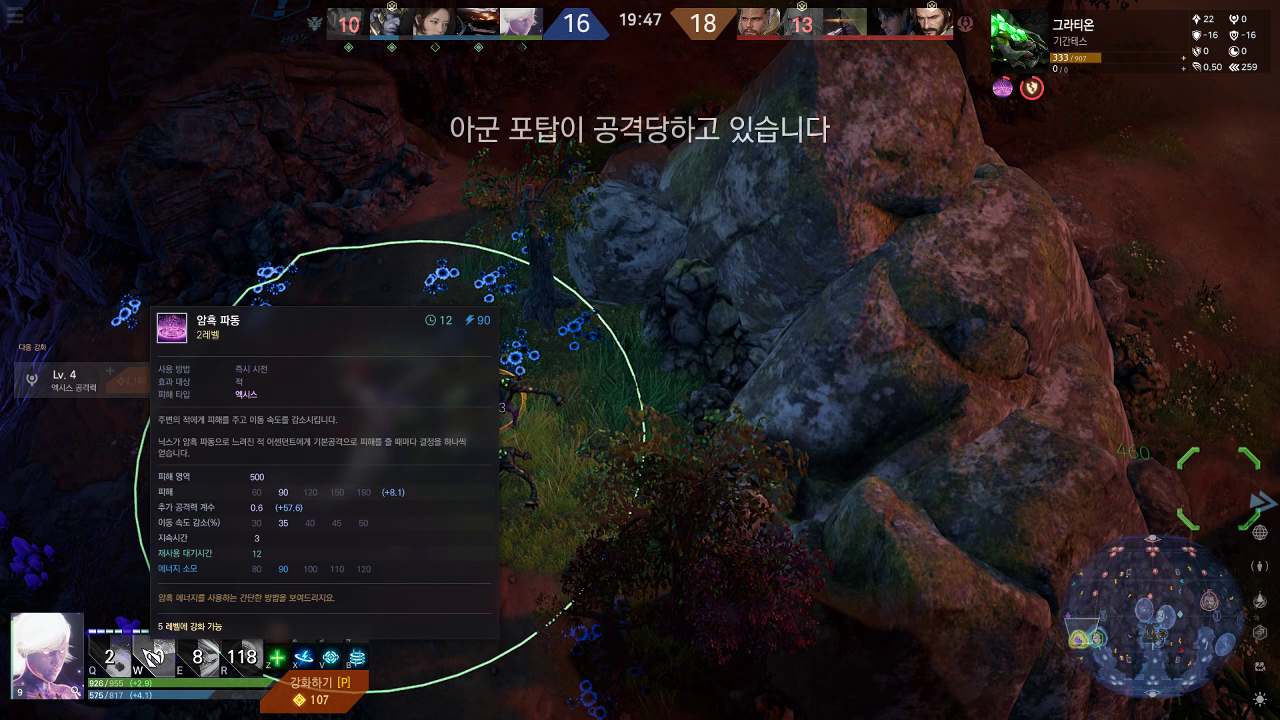 10
16
19:47
18
13
그라티온
기간테스
333 / 907
0 / 0
22
0
-16
-16
0
0
0.50
259
아군 포탑이 공격당하고 있습니다
암흑 파동
2레벨
12
90
사용 방법 즉시 시전
효과 대상 적
피해 타입 엑시스
주변의 적에게 피해를 주고 이동 속도를 감소시킵니다.
닉스가 암흑 파동으로 느려진 적 어센던트에게 기본공격으로 피해를 줄 때마다 결정을 하나씩
얻습니다.
피해 영역 500
피해 60 90 120 150 180 (+8.1)
추가 공격력 계수 0.6 (+57.6)
이동 속도 감소(%) 30 35 40 45 50
지속시간 3
재사용 대기시간 12
에너지 소모 80 90 100 110 120
암흑 에너지를 사용하는 간단한 방법을 보여드리지요.
5 레벨에 강화 가능
다음 강화
Lv. 4
엑시스 공격력
2,180
3
460
9
2
8
118
Q
W
E
R
Z
X
V
B
926 / 955 (+2.9)
575 / 817 (+4.1)
강화하기 [P]
107